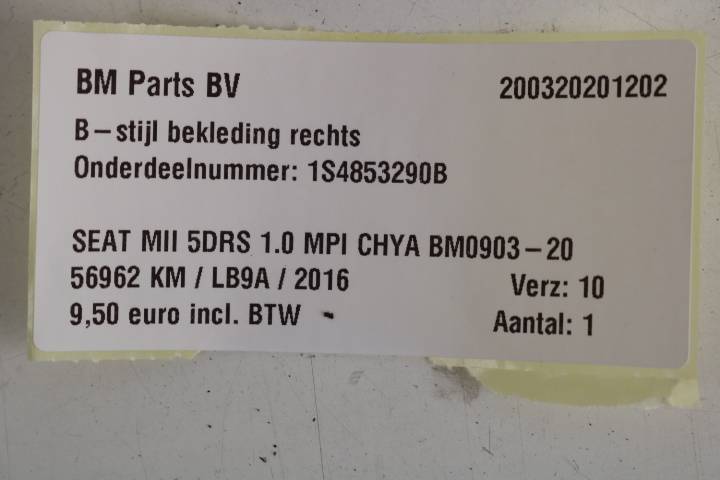 BM Parts BV 200320201202
B-stijl bekleding rechts
Onderdeelnummer: 1S4853290B
SEAT MII 5DRS 1.0 MPI CHYA BM0903-20
56962 KM / LB9A / 2016 Verz: 10
9,50 euro incl. BTW Aantal: 1